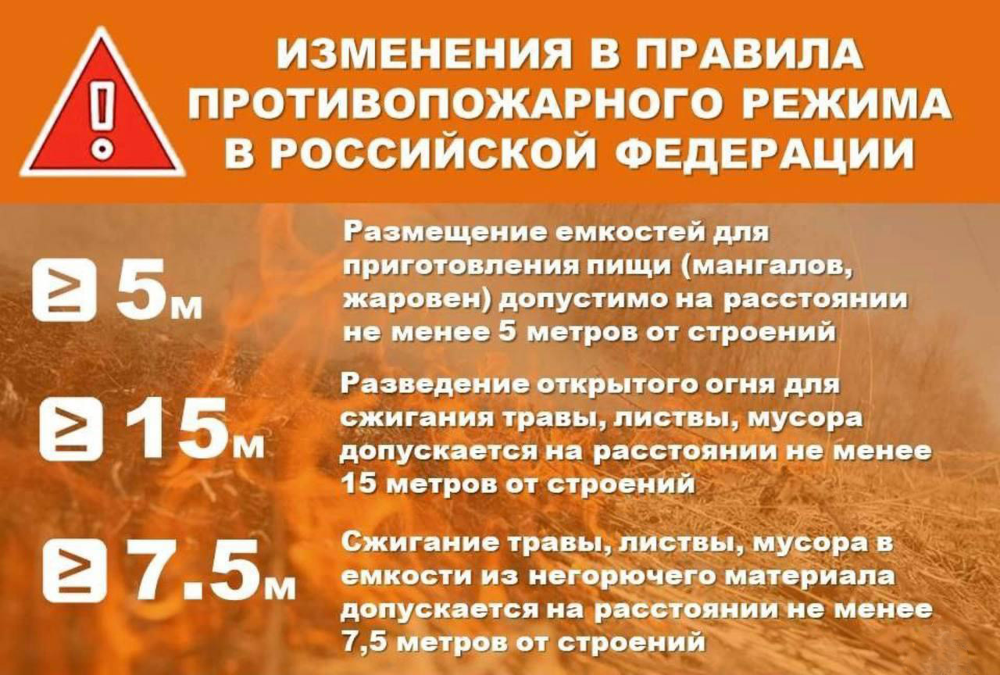 ИЗМЕНЕНИЯ В ПРАВИЛА
ПРОТИВОПОЖАРНОГО РЕЖИМА
В РОССИЙСКОЙ ФЕДЕРАЦИИ
≥ 5м
Размещение емкостей для
приготовления пищи (мангалов,
жаровен) допустимо на расстоянии
не менее 5 метров от строений
≥ 15м
Разведение открытого огня для
сжигания травы, листвы, мусора
допускается на расстоянии не менее
15 метров от строений
≥ 7.5м
Сжигание травы, листвы, мусора в
емкости из негорючего материала
допускается на расстоянии не менее
7,5 метров от строений